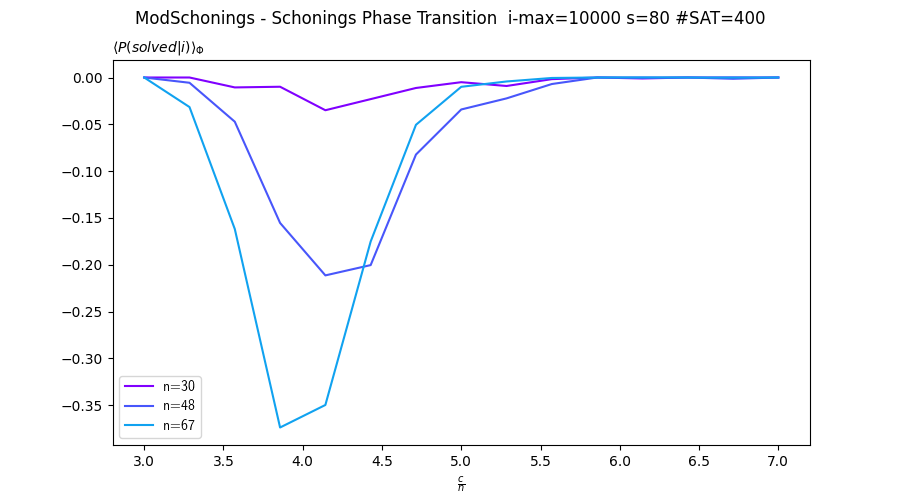 ModSchonings - Schonings Phase Transition  i-max=10000 s=80 #SAT=400
⟨P(solved|i)⟩Φ
0.00
−0.05
−0.10
−0.15
−0.20
−0.25
−0.30
−0.35
n=30
n=48
n=67
3.0 3.5 4.0 4.5 5.0 5.5 6.0 6.5 7.0
c/n